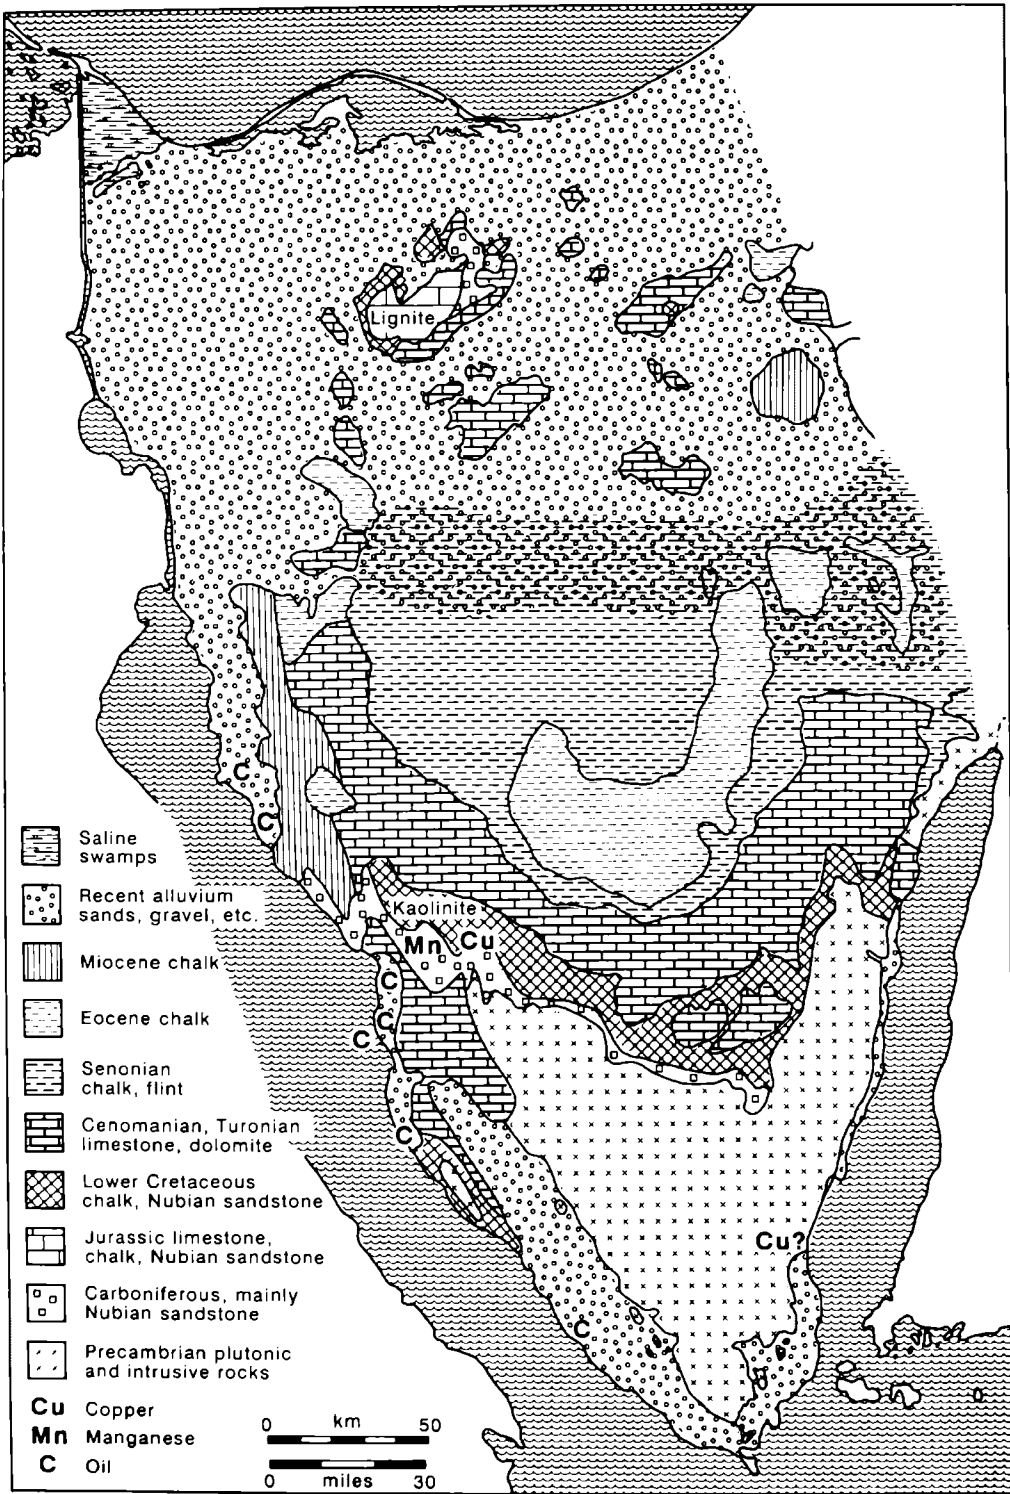 Lignite
C
C
Kaolinite
Mn Cu
C
C
C
C
Cu?
C
Saline
swamps
Recent alluvium
sands, gravel, etc.
Miocene chalk
Eocene chalk
Senonian
chalk, flint
Cenomanian, Turonian
limestone, dolomite
Lower Cretaceous
chalk, Nubian sandstone
Jurassic limestone,
chalk, Nubian sandstone
Carboniferous, mainly
Nubian sandstone
Precambrian plutonic
and intrusive rocks
Cu Copper
Mn Manganese
C Oil
0 km 50
0 miles 30